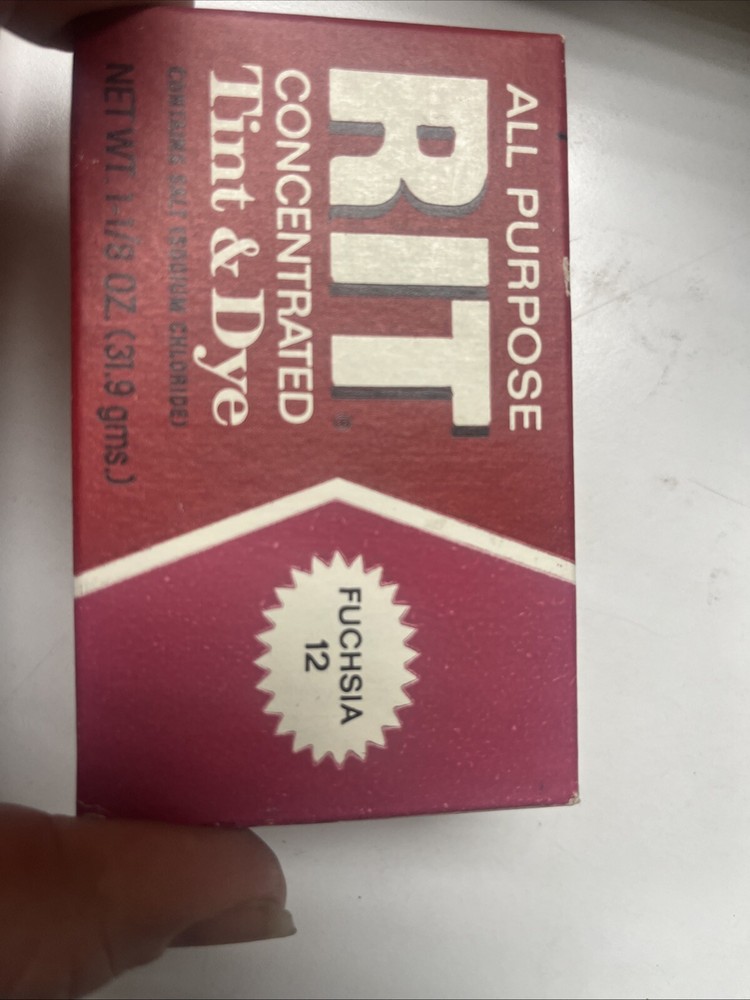 ALL PURPOSE
RIT®
CONCENTRATED
Tint & Dye
CONTAINS SALT (SODIUM CHLORIDE)
NET WT. 1-1/8 OZ. (31.9 gms.)
FUCHSIA
12